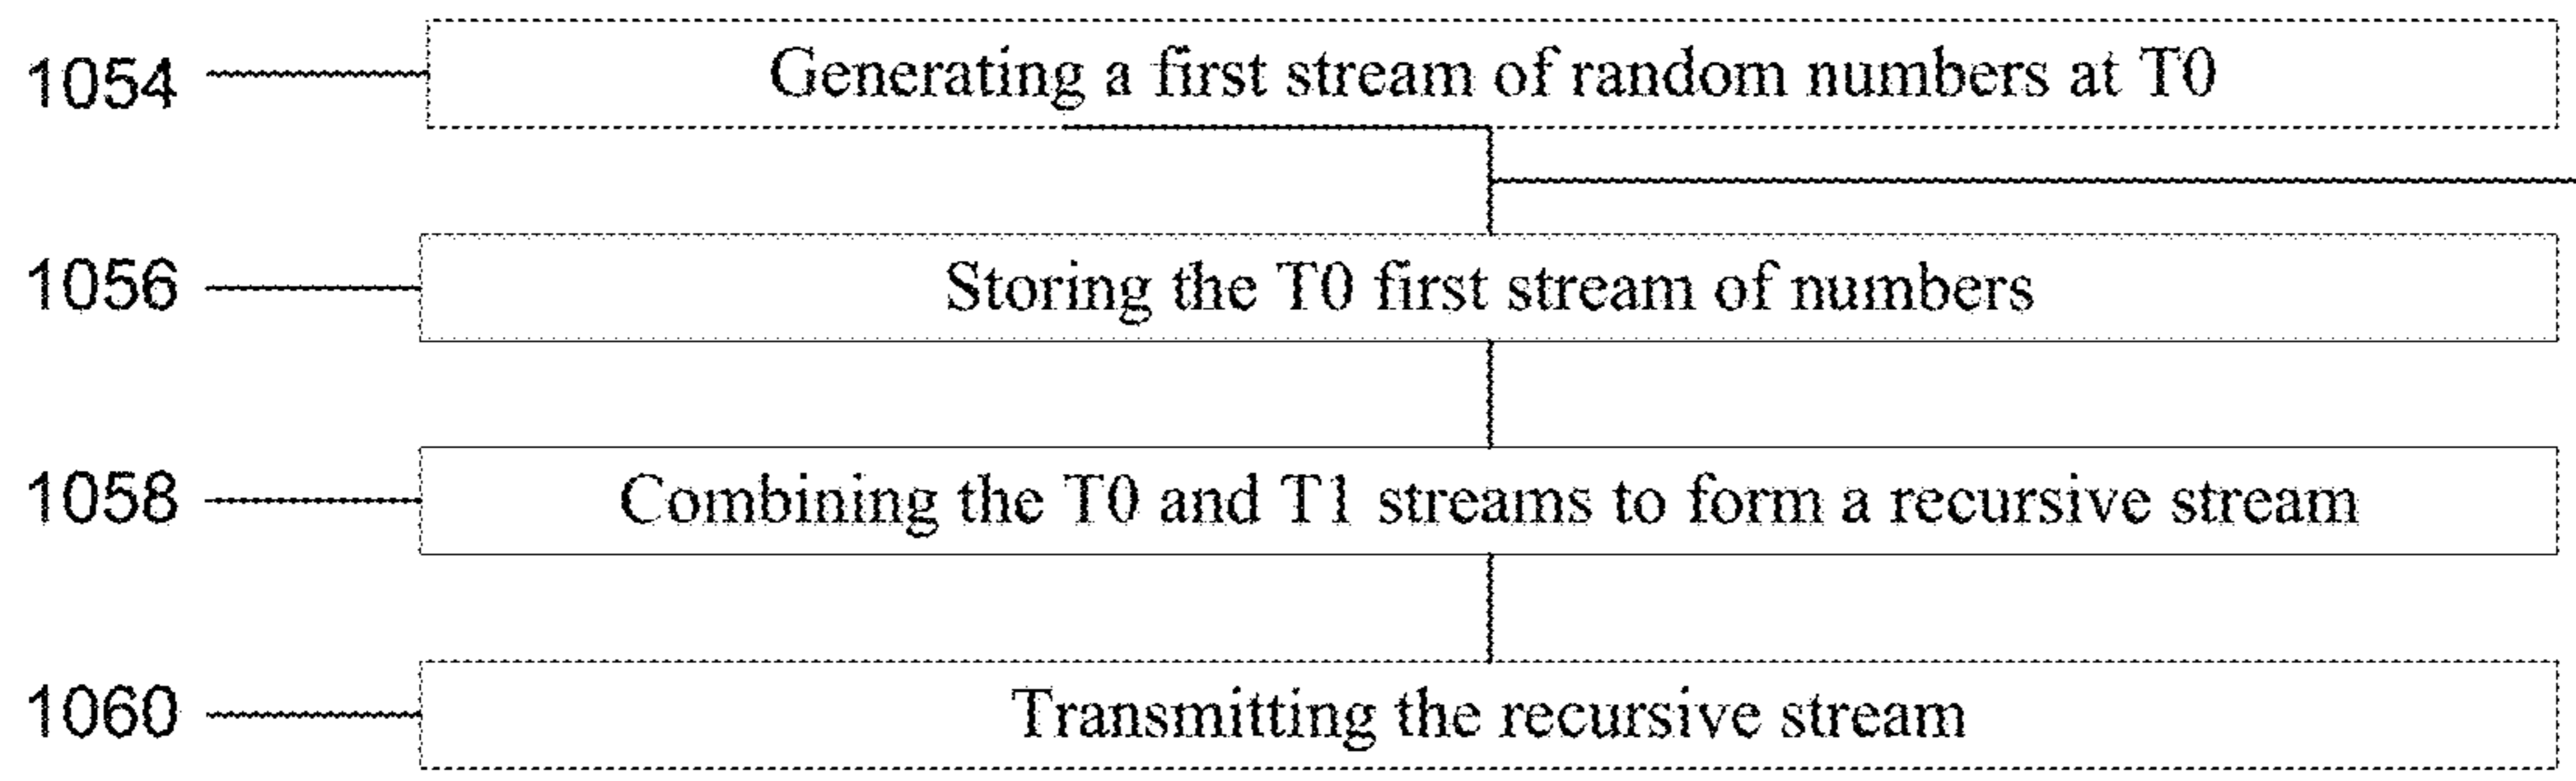 1054 Generating a first stream of random numbers at T0
1056 Storing the T0 first stream of numbers
1058 Combining the T0 and T1 streams to form a recursive stream
1060 Transmitting the recursive stream